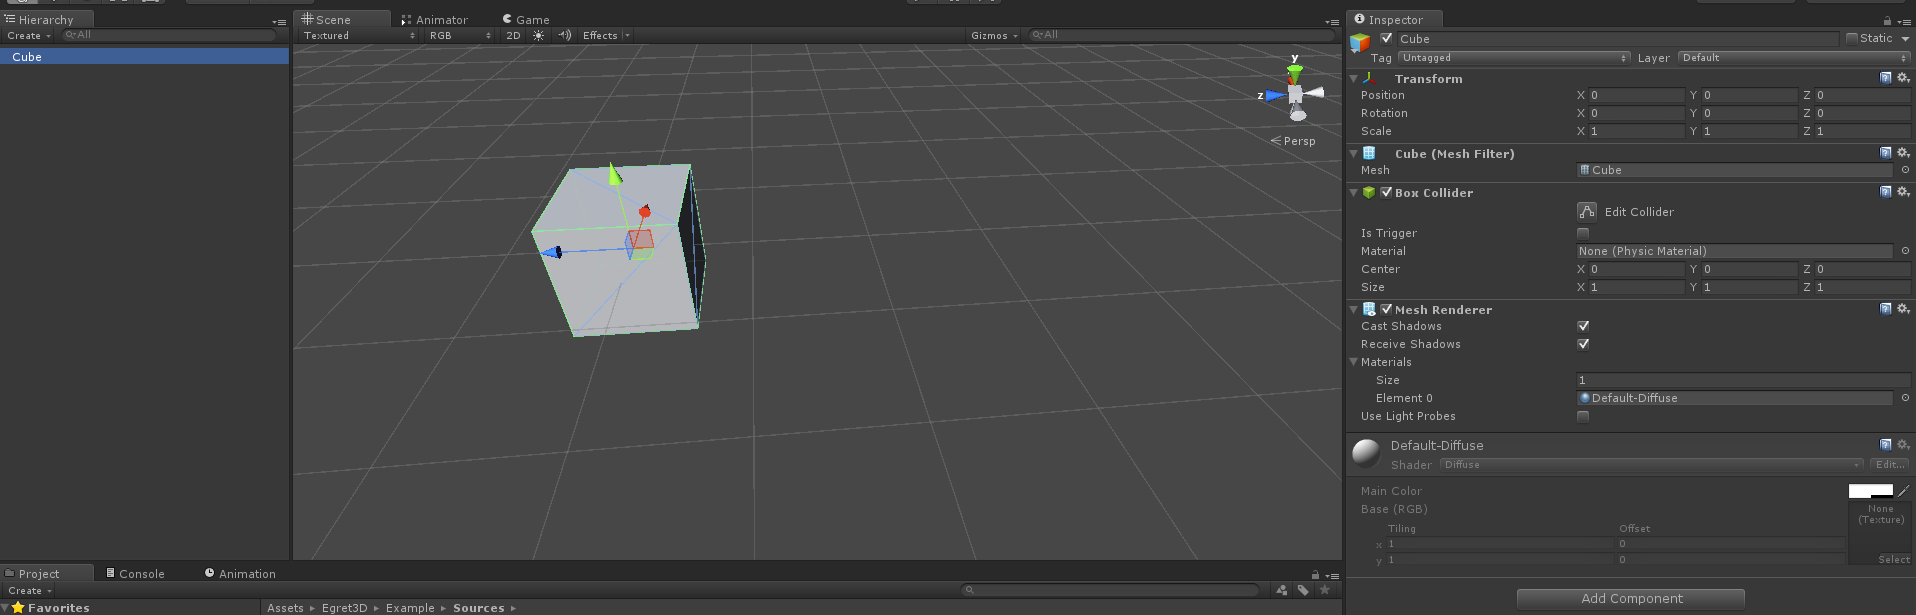 Hierarchy
Create
All
Cube
Scene
Animator
Game
Textured
RGB
2D
Effects
Gizmos
All
y
z
Persp
Inspector
Cube
Static
Tag
Untagged
Layer
Default
Transform
Position X 0 Y 0 Z 0
Rotation X 0 Y 0 Z 0
Scale X 1 Y 1 Z 1
Cube (Mesh Filter)
Mesh Cube
Box Collider
Edit Collider
Is Trigger
Material None (Physic Material)
Center X 0 Y 0 Z 0
Size X 1 Y 1 Z 1
Mesh Renderer
Cast Shadows
Receive Shadows
Materials
Size 1
Element 0 Default-Diffuse
Use Light Probes
Default-Diffuse
Shader Diffuse Edit...
Main Color
Base (RGB)
None
(Texture)
Tiling Offset
x 1 0
y 1 0
Select
Add Component
Project
Console
Animation
Create
Favorites
Assets ▸ Egret3D ▸ Example ▸ Sources ▸